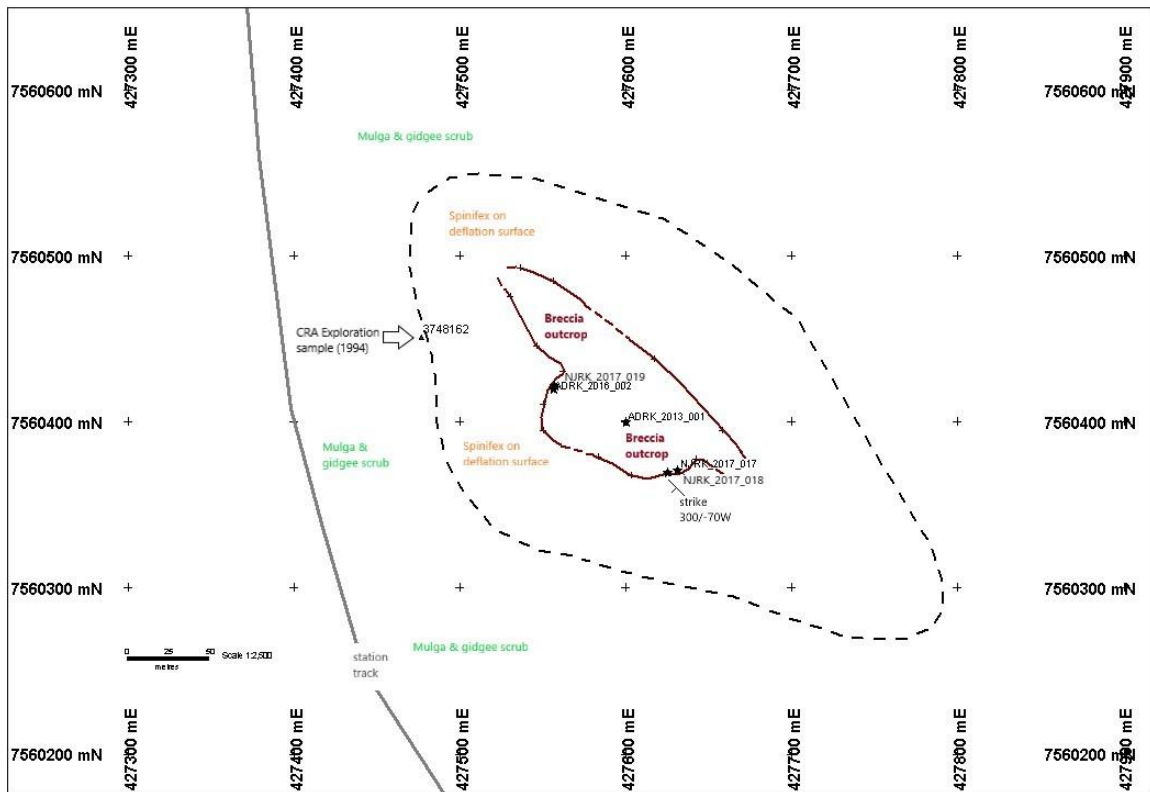 427300 mE
427400 mE
427500 mE
427600 mE
427700 mE
427800 mE
427900 mE
7560600 mN
7560600 mN
Mulga & gidgee scrub
Spinifex on
deflation surface
7560500 mN
7560500 mN
Breccia
outcrop
CRA Exploration
sample (1994)
3748162
NJRK_2017_019
ADRK_2016_002
7560400 mN
ADRK_2013_001
7560400 mN
Breccia
outcrop
Mulga &
gidgee scrub
Spinifex on
deflation surface
NJRK_2017_017
NJRK_2017_018
strike
300/-70W
7560300 mN
7560300 mN
Mulga & gidgee scrub
0 25 50
metres
Scale 1:2,500
station
track
7560200 mN
7560200 mN
427300 mE
427400 mE
427500 mE
427600 mE
427700 mE
427800 mE
427900 mE